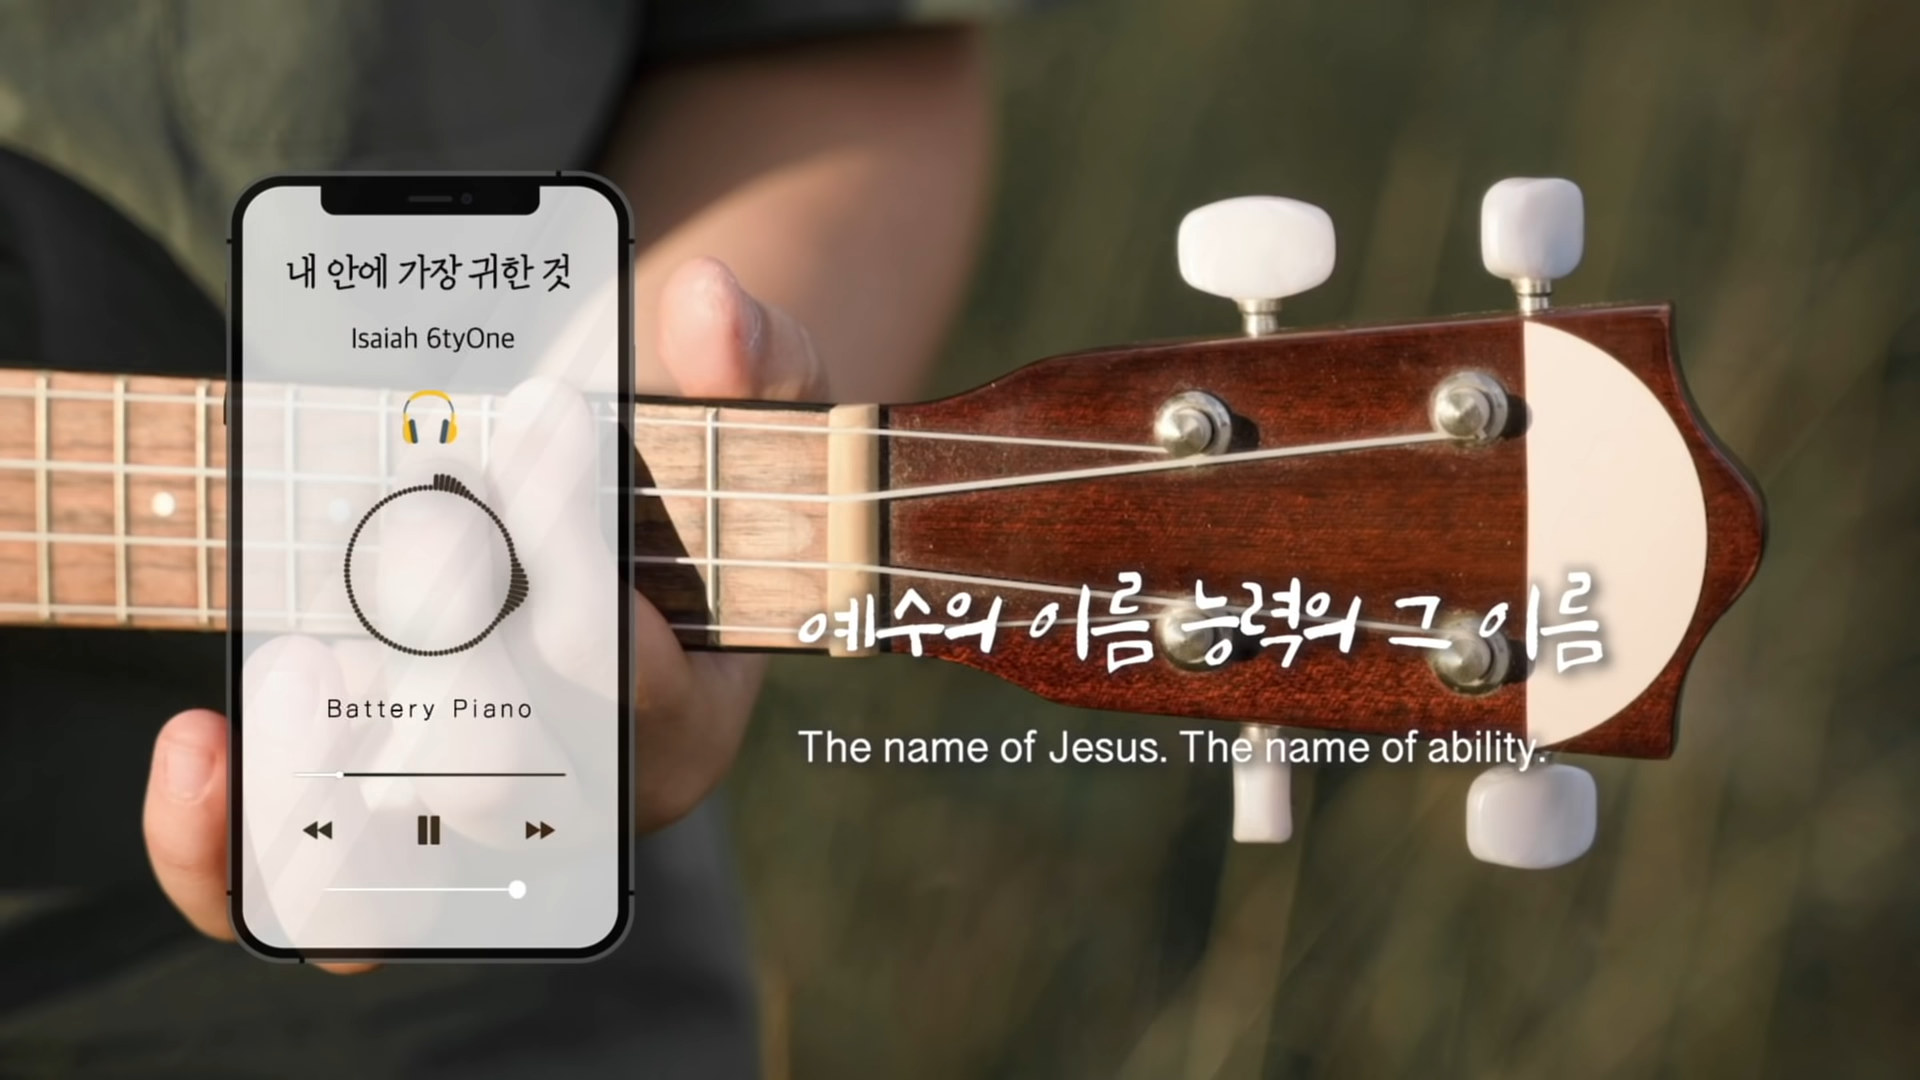 내 안에 가장 귀한 것
Isaiah 6tyOne
Battery Piano
예수의 이름 능력의 그 이름
The name of Jesus. The name of ability.